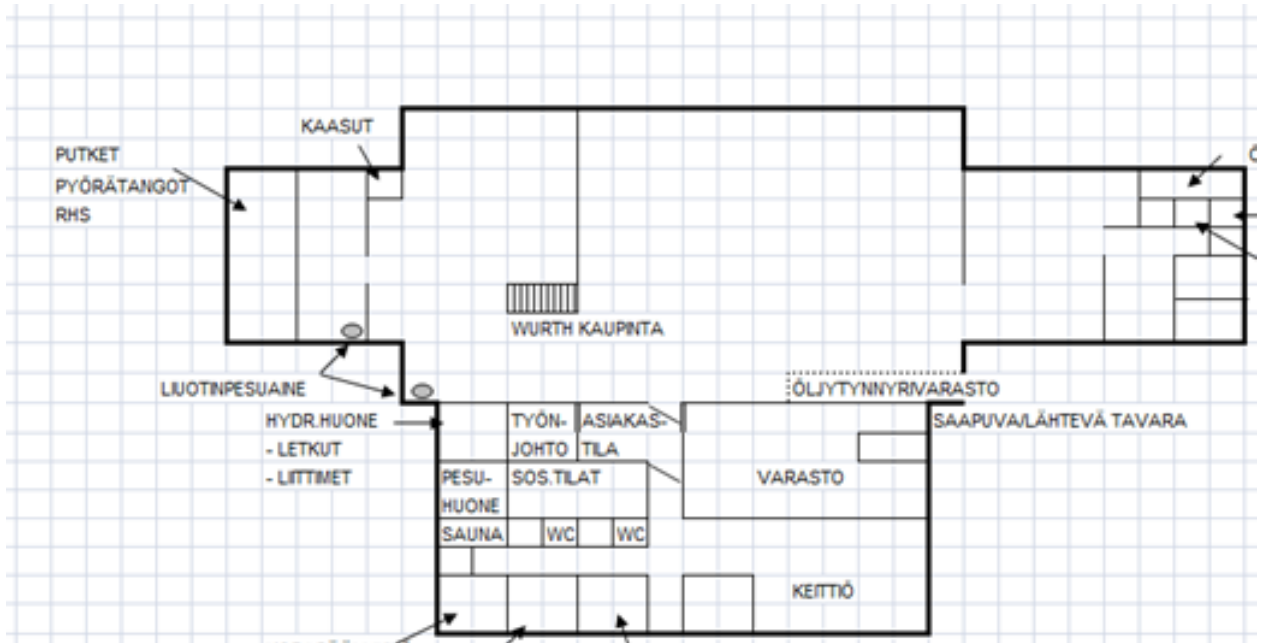 KAASUT
PUTKET
PYÖRÄTANGOT
RHS
WURTH KAUPINTA
LIUOTINPESUAINE
ÖLJYTYNNYRIVARASTO
HYDR.HUONE
- LETKUT
- LIITTIMET
TYÖN-
JOHTO
ASIAKAS-
TILA
SAAPUVA/LÄHTEVÄ TAVARA
PESU-
HUONE
SOS.TILAT
VARASTO
SAUNA
WC
WC
KEITTIÖ